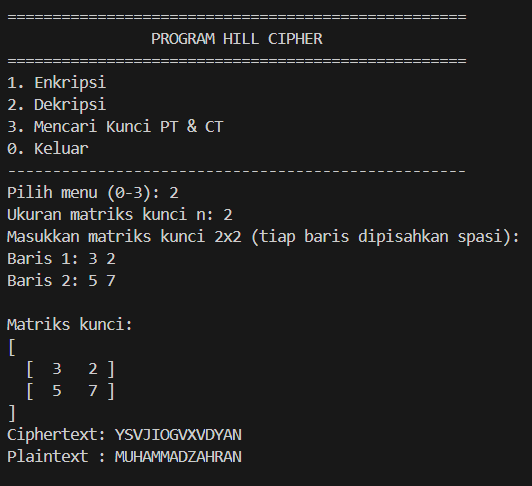 ===================================================
PROGRAM HILL CIPHER
===================================================
1. Enkripsi
2. Dekripsi
3. Mencari Kunci PT & CT
0. Keluar
---------------------------------------------------
Pilih menu (0-3): 2
Ukuran matriks kunci n: 2
Masukkan matriks kunci 2x2 (tiap baris dipisahkan spasi):
Baris 1: 3 2
Baris 2: 5 7
Matriks kunci:
[
[ 3 2 ]
[ 5 7 ]
]
Ciphertext: YSVJIOGVXVDYAN
Plaintext : MUHAMMADZAHRAN